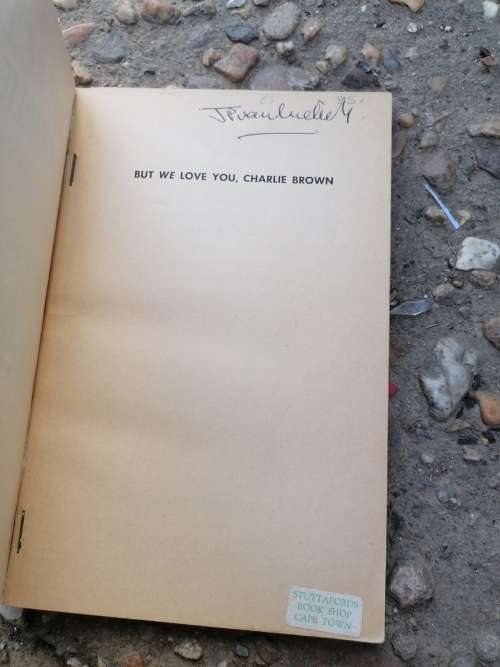 BUT WE LOVE YOU, CHARLIE BROWN
STUTTAFORDS
BOOK SHOP
CAPE TOWN